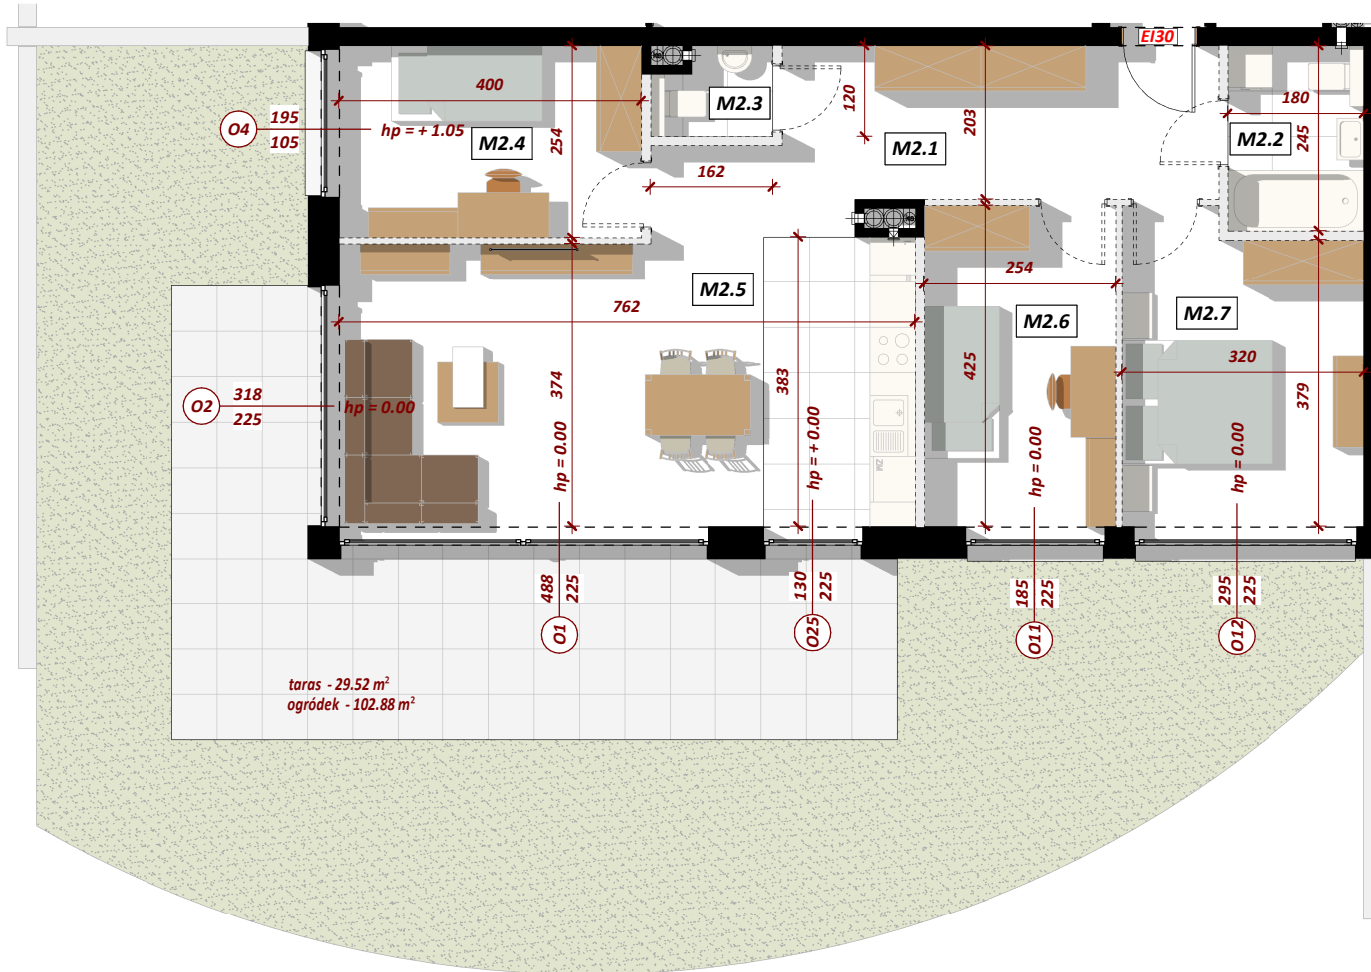 EI30
400
M2.3
120
203
180
O4
195
105
hp = + 1.05
M2.4
254
M2.1
M2.2
245
162
254
M2.5
762
M2.6
M2.7
320
O2
318
225
hp = 0.00
374
383
425
379
hp = 0.00
hp = + 0.00
hp = 0.00
hp = 0.00
ZM
488
225
O1
130
225
O25
185
225
O11
295
225
O12
taras - 29.52 m²
ogródek - 102.88 m²